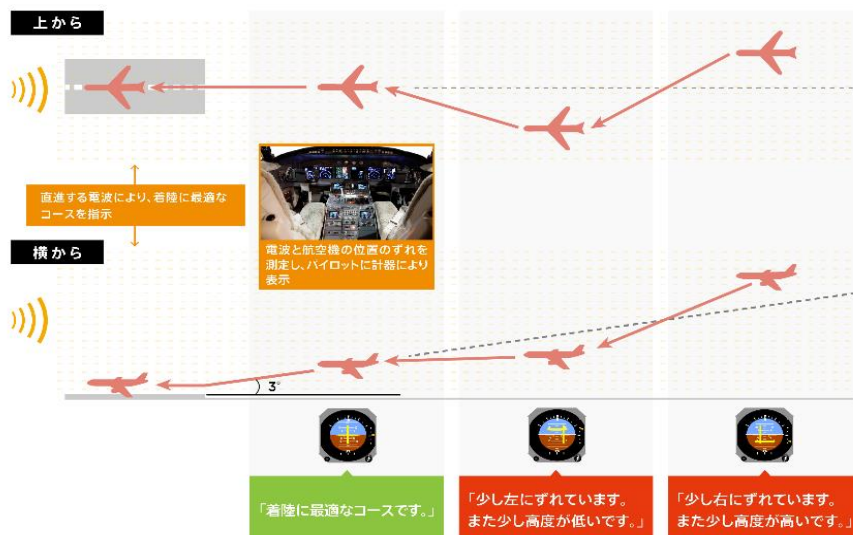 上から
直進する電波により、着陸に最適な
コースを指示
電波と航空機の位置のずれを
測定し、パイロットに計器により
表示
横から
3°
「着陸に最適なコースです。」
「少し左にずれています。
また少し高度が低いです。」
「少し右にずれています。
また少し高度が高いです。」